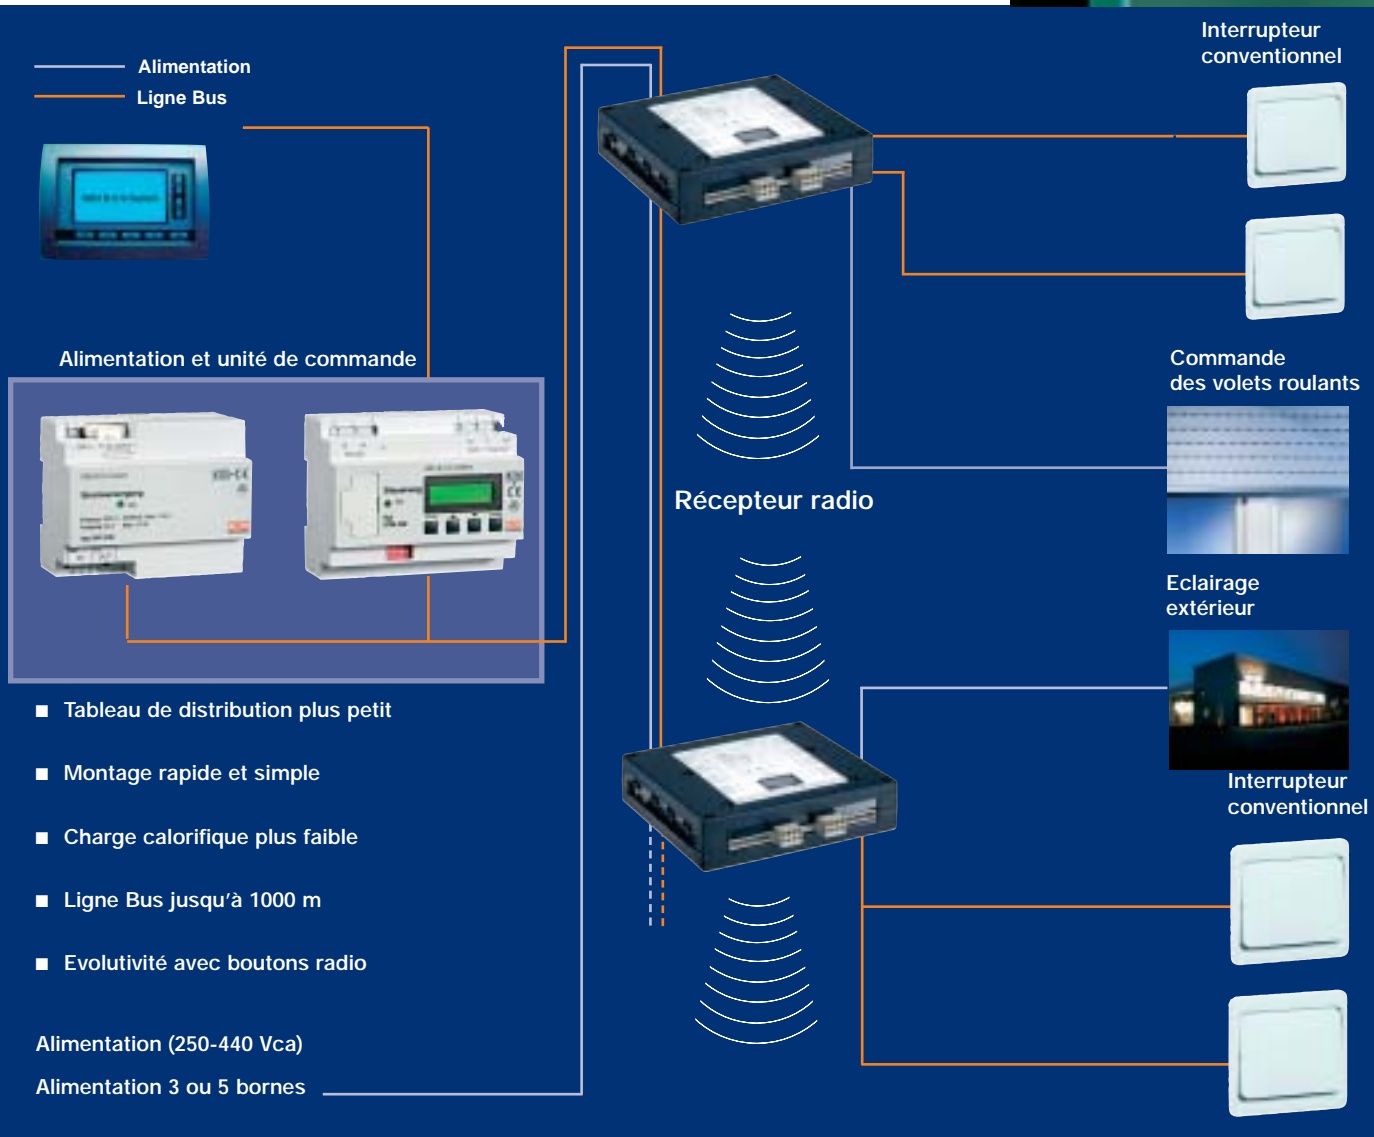 Alimentation
Ligne Bus
Interrupteur
conventionnel
Alimentation et unité de commande
Commande
des volets roulants
Récepteur radio
Eclairage
extérieur
Interrupteur
conventionnel
■ Tableau de distribution plus petit
■ Montage rapide et simple
■ Charge calorifique plus faible
■ Ligne Bus jusqu'à 1000 m
■ Evolutivité avec boutons radio
Alimentation (250-440 Vca)
Alimentation 3 ou 5 bornes